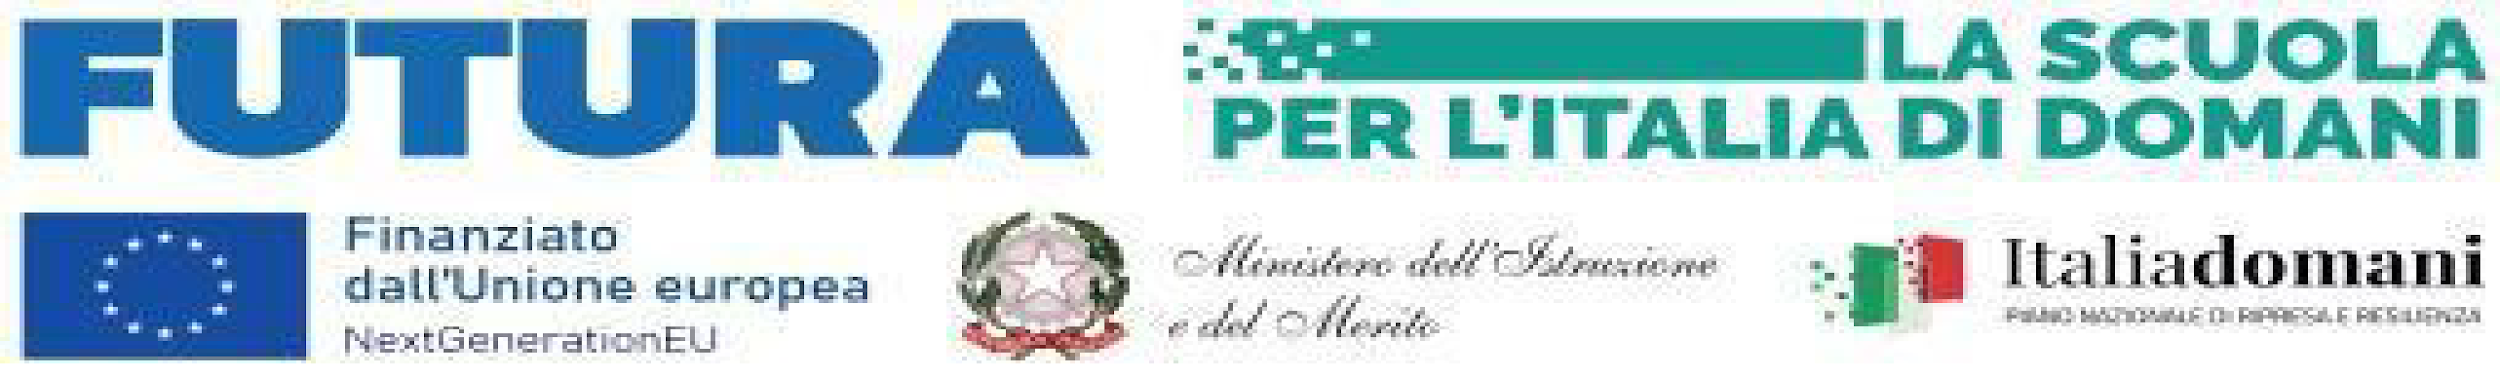 FUTURA
LA SCUOLA
PER L'ITALIA DI DOMANI
Finanziato
dall'Unione europea
NextGenerationEU
Ministero dell'Istruzione
e del Merito
Italiadomani
PIANO NAZIONALE DI RIPRESA E RESILIENZA